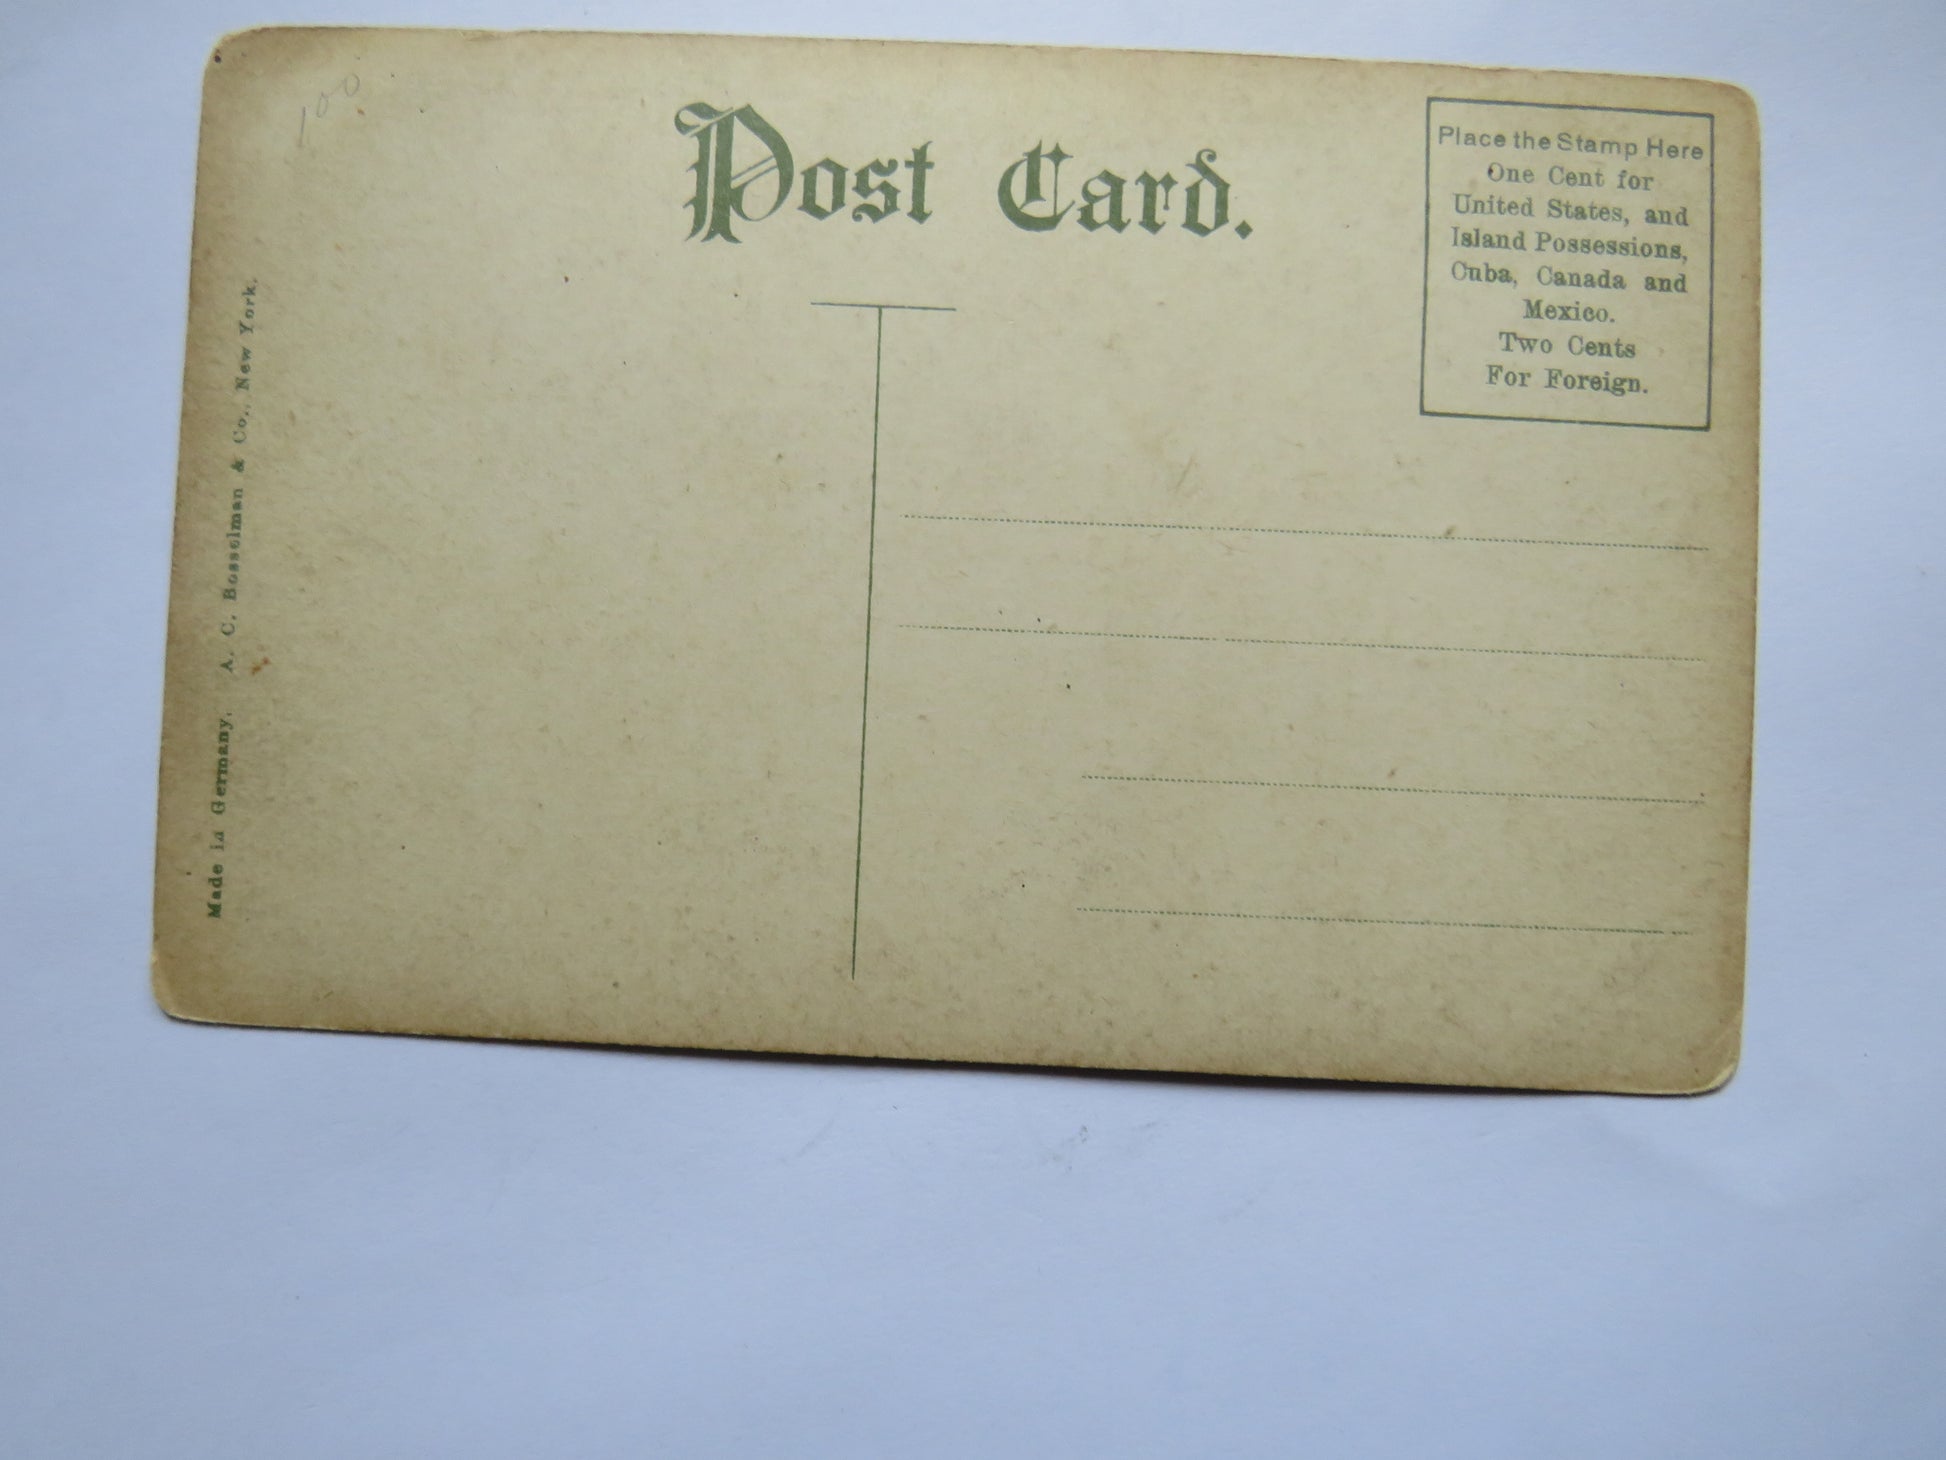 100
Post Card.
Place the Stamp Here
One Cent for
United States, and
Island Possessions,
Cuba, Canada and
Mexico.
Two Cents
For Foreign.
Made in Germany. A. C. Bosselman & Co., New York.